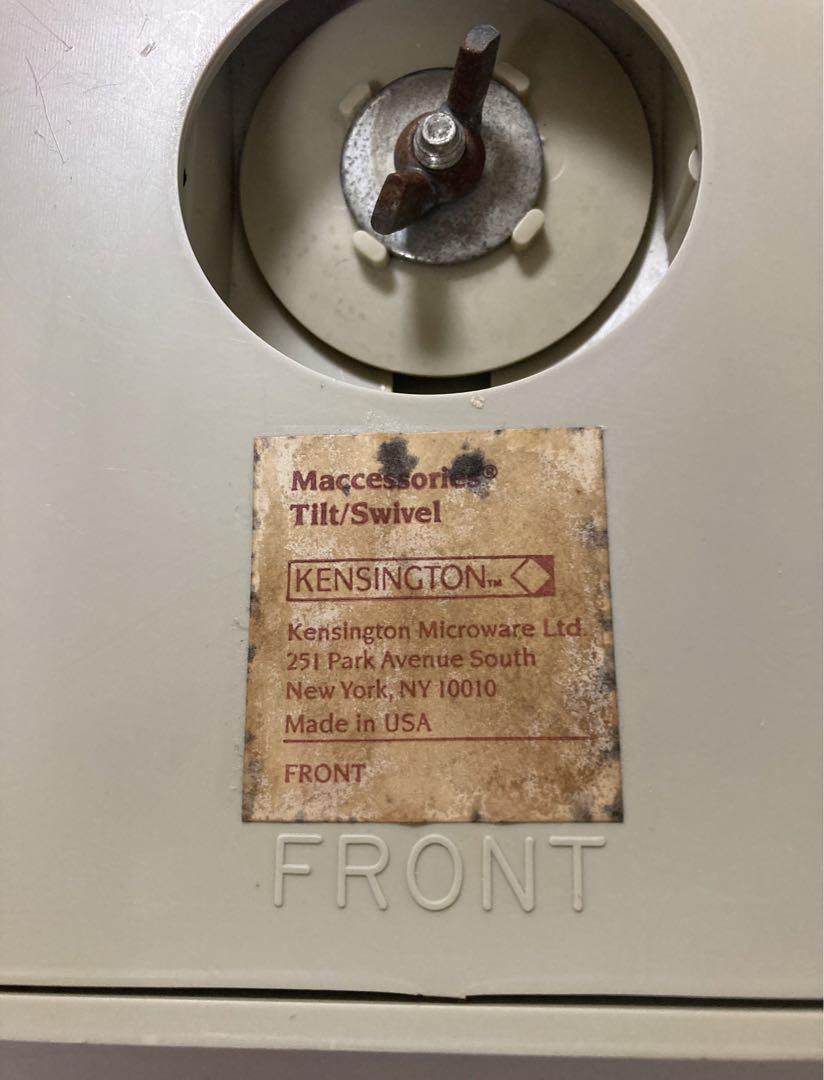 Maccessories®
Tilt/Swivel
KENSINGTON™
Kensington Microware Ltd.
251 Park Avenue South
New York, NY 10010
Made in USA
FRONT
FRONT